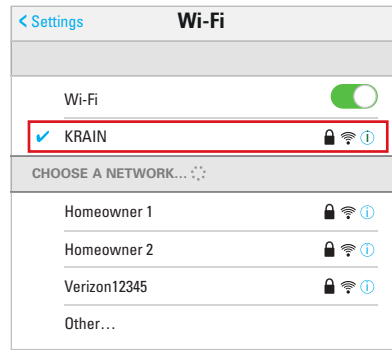 Settings Wi-Fi
Wi-Fi
KRAIN
CHOOSE A NETWORK...
Homeowner 1
Homeowner 2
Verizon12345
Other...